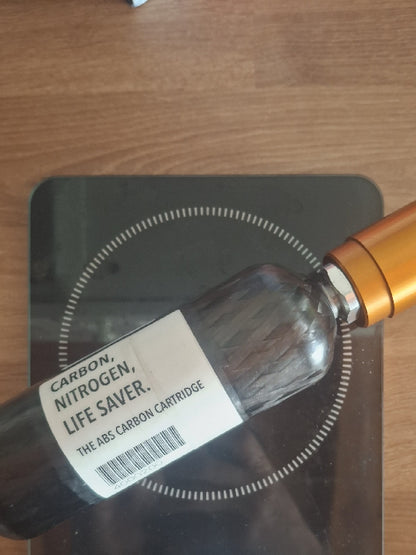 CARBON,
NITROGEN,
LIFE SAVER.
THE ABS CARBON CARTRIDGE